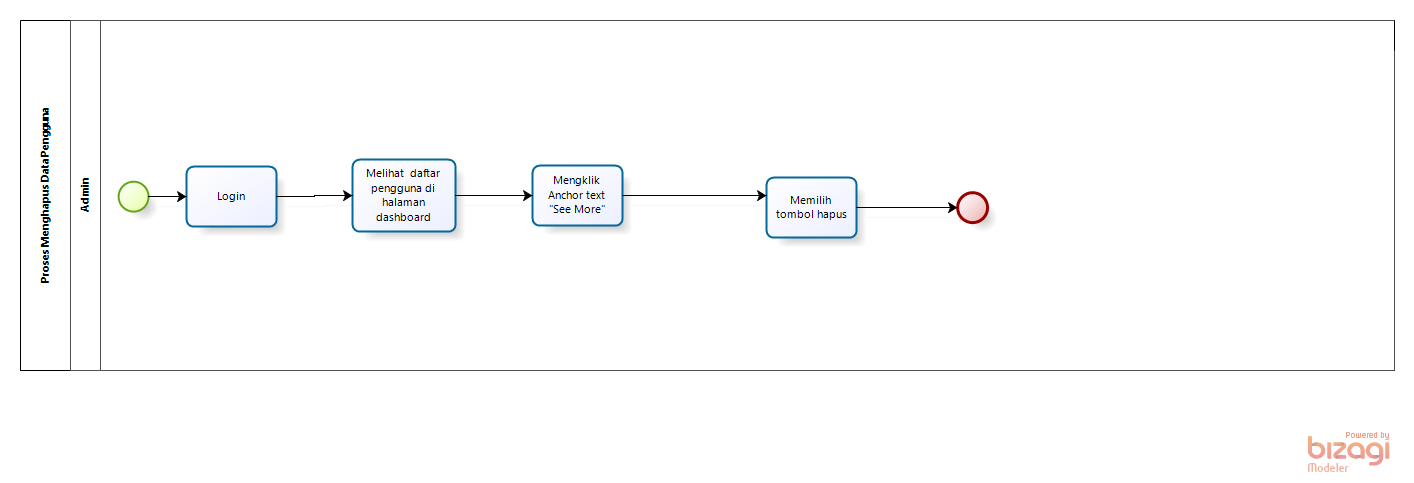 Proses Menghapus Data Pengguna
Admin
Login
Melihat daftar
pengguna di
halaman
dashboard
Mengklik
Anchor text
"See More"
Memilih
tombol hapus
Powered by
bizagi
Modeler